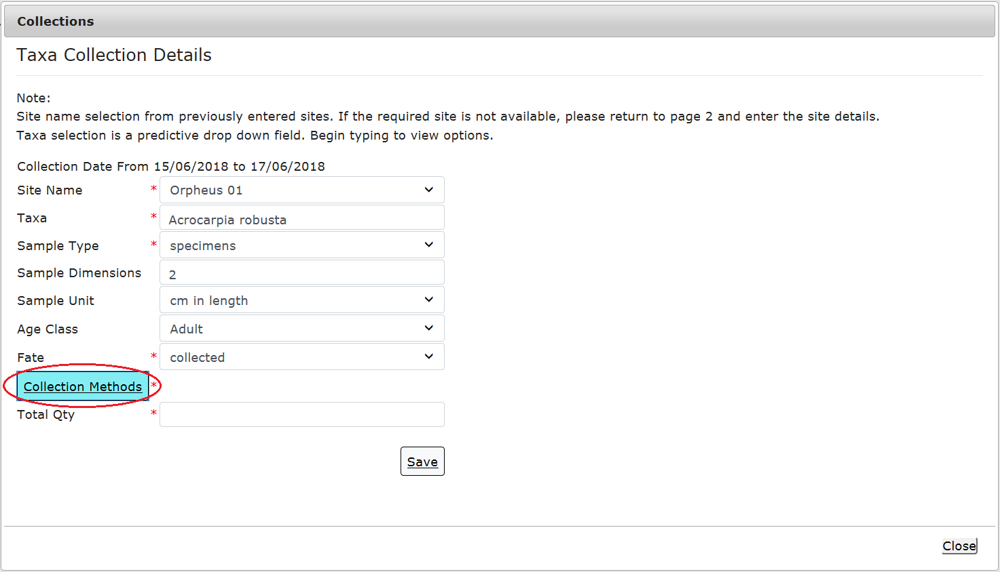 Collections
Taxa Collection Details
Note:
Site name selection from previously entered sites. If the required site is not available, please return to page 2 and enter the site details.
Taxa selection is a predictive drop down field. Begin typing to view options.
Collection Date From 15/06/2018 to 17/06/2018
Site Name * Orpheus 01
Taxa * Acrocarpia robusta
Sample Type * specimens
Sample Dimensions 2
Sample Unit cm in length
Age Class Adult
Fate * collected
Collection Methods *
Total Qty *
Save
Close